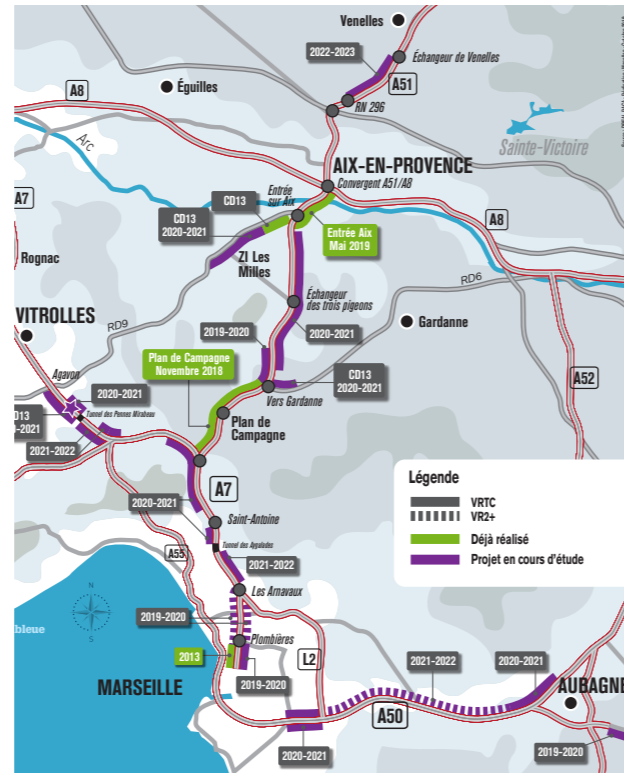 Venelles
2022-2023
Échangeur de Venelles
A51
Éguilles
A8
RN 296
Sainte-Victoire
Arc
AIX-EN-PROVENCE
Convergent A51/A8
A7
CD13
Entrée
sur Aix
CD13
2020-2021
Entrée Aix
Mai 2019
A8
Rognac
ZI Les
Milles
RD6
Échangeur
des trois pigeons
VITROLLES
RD9
2019-2020
2020-2021
Gardanne
Plan de Campagne
Novembre 2018
Agavon
2020-2021
CD13
2020-2021
A52
Vers Gardanne
Tunnel des Pennes Mirabeau
Plan de
Campagne
2021-2022
Légende
VRTC
VR2+
Déjà réalisé
Projet en cours d'étude
A7
2020-2021
Saint-Antoine
Tunnel des Aygalades
A55
2021-2022
Les Arnavaux
N
S
2019-2020
bleue
Plombières
2013
L2
2019-2020
2021-2022
2020-2021
MARSEILLE
AUBAGNE
A50
2020-2021
2019-2020